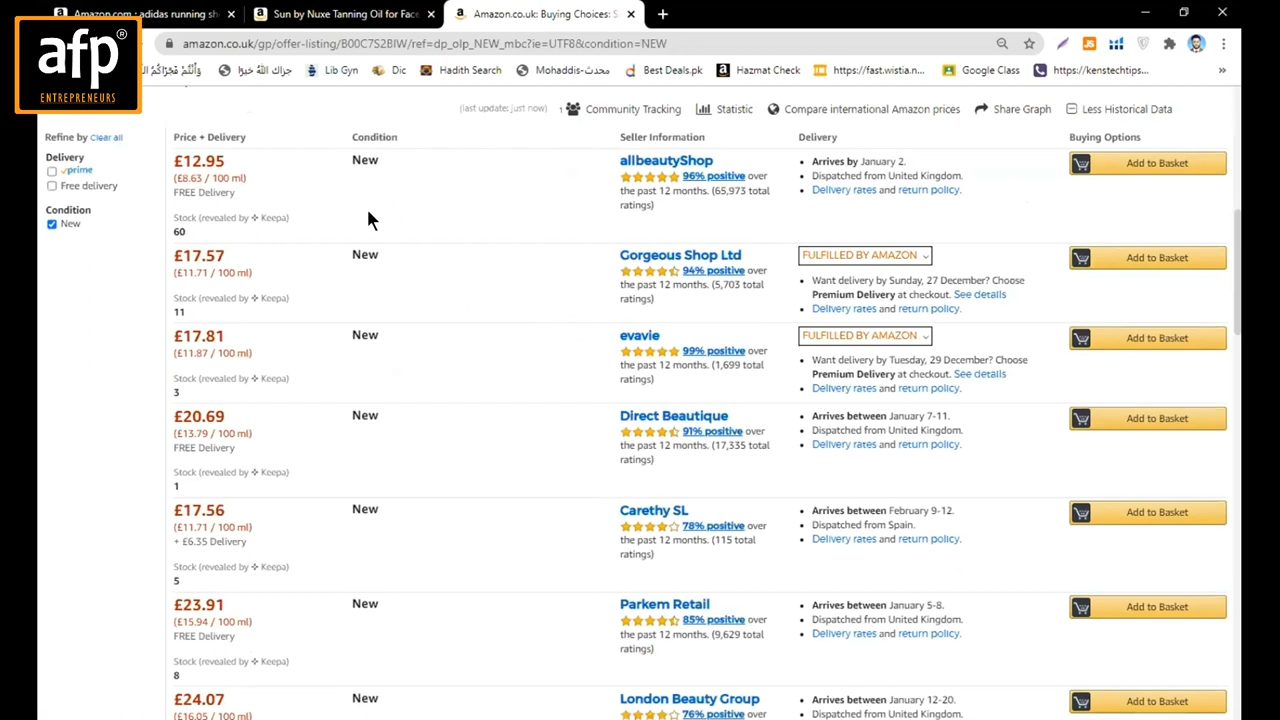 Amazon.com : adidas running sh
Sun by Nuxe Tanning Oil for Face
Amazon.co.uk: Buying Choices: S
afp®
ENTREPRENEURS
amazon.co.uk/gp/offer-listing/B00C7S2BIW/ref=dp_olp_NEW_mbc?ie=UTF8&condition=NEW
جزاك اللهُ خيرًا
Lib Gyn
Dic
Hadith Search
Mohaddis-محدث
Best Deals.pk
Hazmat Check
https://fast.wistia.n
Google Class
https://kenstechtips...
(last update: just now)
1 Community Tracking
Statistic
Compare international Amazon prices
Share Graph
Less Historical Data
Refine by Clear all
Delivery
prime
Free delivery
Condition
New
Price + Delivery
Condition
Seller Information
Delivery
Buying Options
£12.95
(£8.63 / 100 ml)
FREE Delivery
Stock (revealed by Keepa)
60
New
allbeautyShop
96% positive over
the past 12 months. (65,973 total
ratings)
Arrives by January 2.
Dispatched from United Kingdom.
Delivery rates and return policy.
Add to Basket
£17.57
(£11.71 / 100 ml)
Stock (revealed by Keepa)
11
New
Gorgeous Shop Ltd
94% positive over
the past 12 months. (5,703 total
ratings)
FULFILLED BY AMAZON
Want delivery by Sunday, 27 December? Choose
Premium Delivery at checkout. See details
Delivery rates and return policy.
Add to Basket
£17.81
(£11.87 / 100 ml)
Stock (revealed by Keepa)
3
New
evavie
99% positive over
the past 12 months. (1,699 total
ratings)
FULFILLED BY AMAZON
Want delivery by Tuesday, 29 December? Choose
Premium Delivery at checkout. See details
Delivery rates and return policy.
Add to Basket
£20.69
(£13.79 / 100 ml)
FREE Delivery
Stock (revealed by Keepa)
1
New
Direct Beautique
91% positive over
the past 12 months. (17,335 total
ratings)
Arrives between January 7-11.
Dispatched from United Kingdom.
Delivery rates and return policy.
Add to Basket
£17.56
(£11.71 / 100 ml)
+ £6.35 Delivery
Stock (revealed by Keepa)
5
New
Carethy SL
78% positive over
the past 12 months. (115 total
ratings)
Arrives between February 9-12.
Dispatched from Spain.
Delivery rates and return policy.
Add to Basket
£23.91
(£15.94 / 100 ml)
FREE Delivery
Stock (revealed by Keepa)
8
New
Parkem Retail
85% positive over
the past 12 months. (9,629 total
ratings)
Arrives between January 5-8.
Dispatched from United Kingdom.
Delivery rates and return policy.
Add to Basket
£24.07
(£16.05 / 100 ml)
New
London Beauty Group
76% positive over
Arrives between January 12-20.
Dispatched from United Kingdom.
Add to Basket